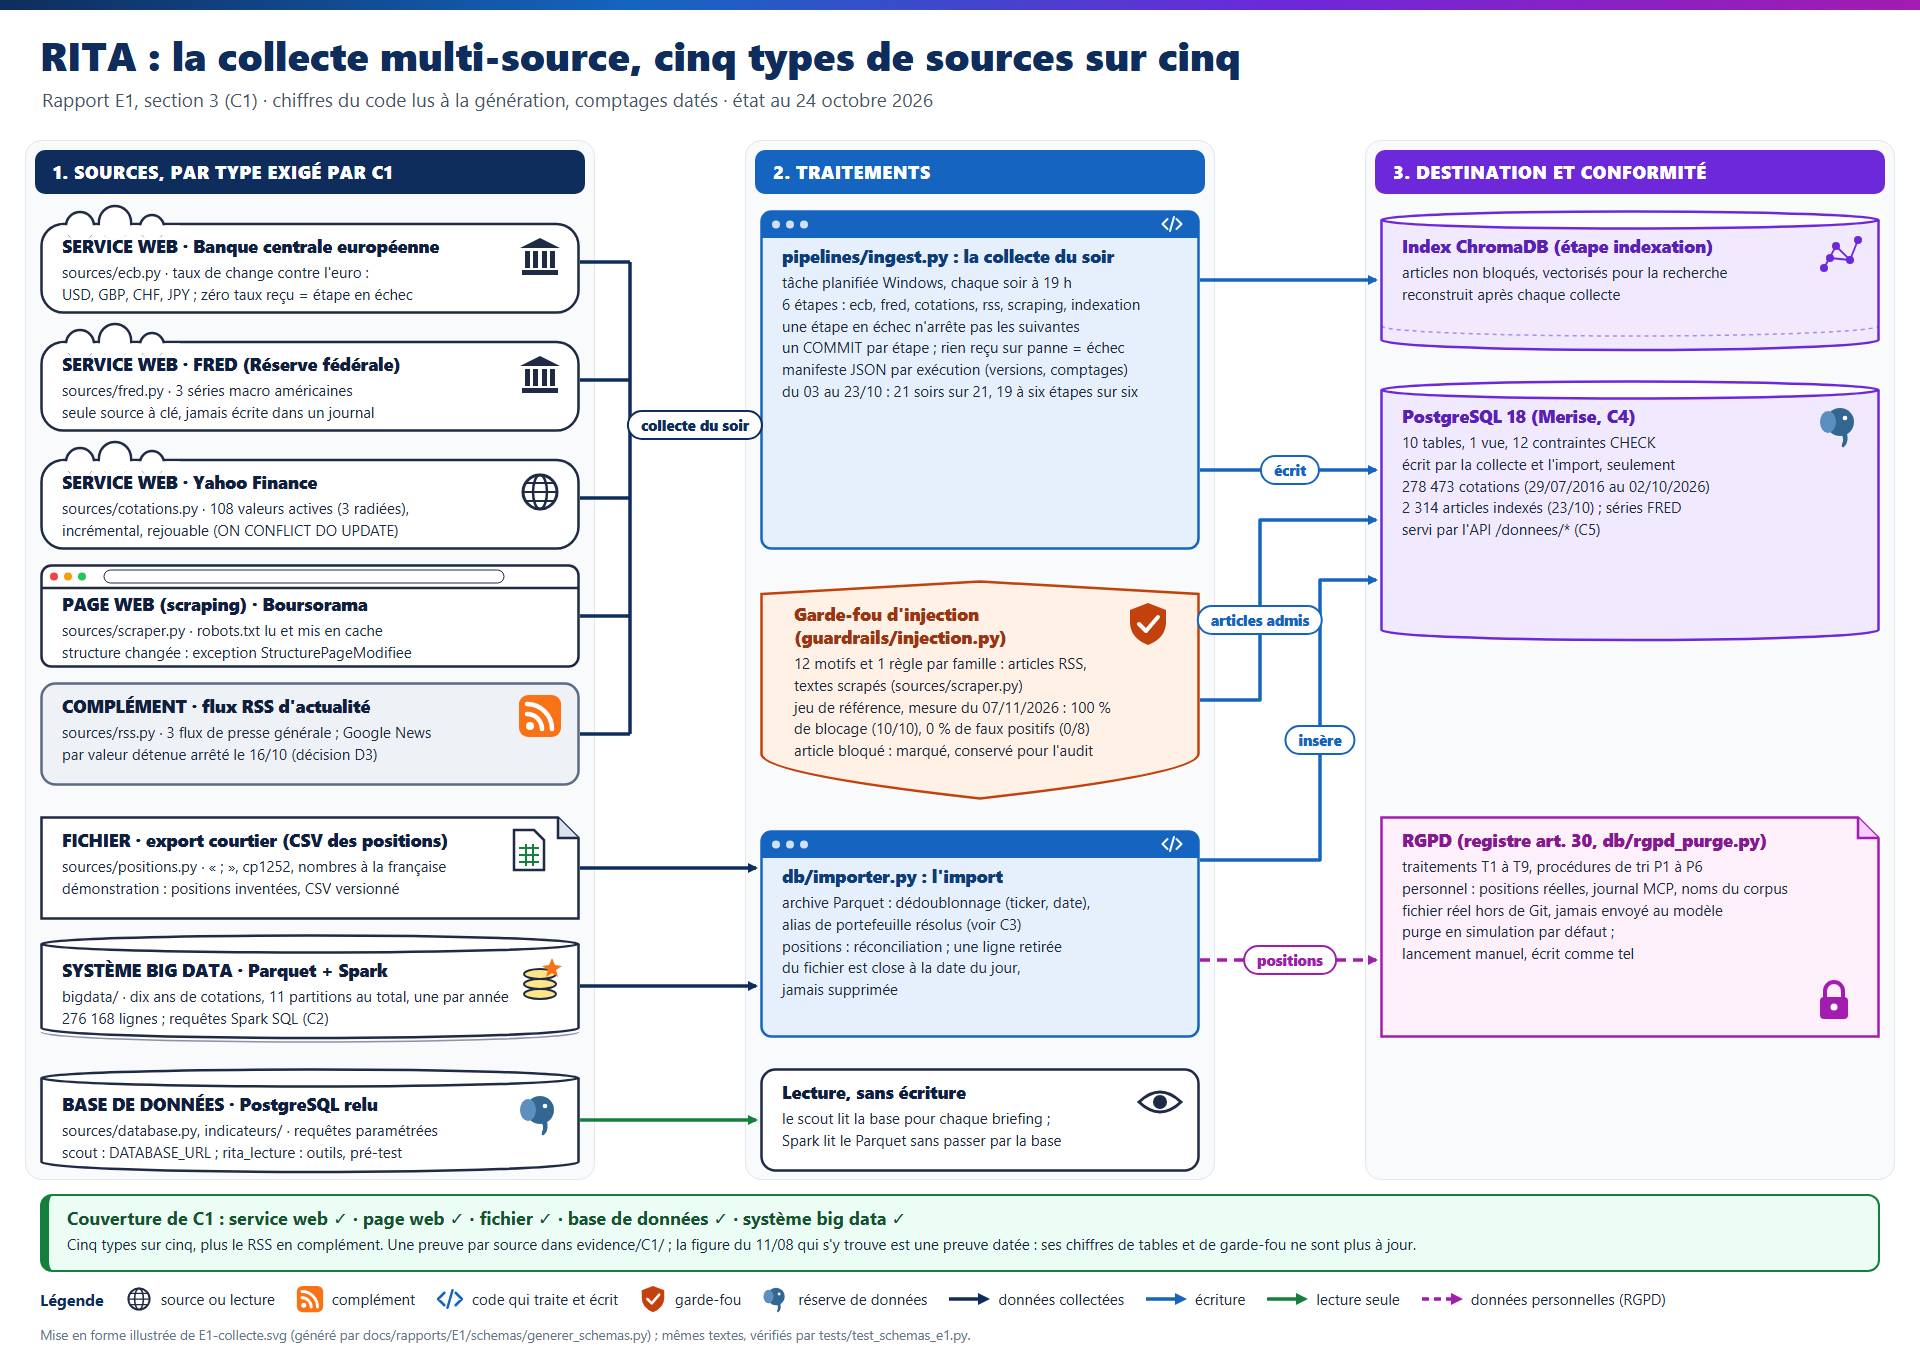 RITA : la collecte multi-source, cinq types de sources sur cinq
Rapport E1, section 3 (C1) · chiffres du code lus à la génération, comptages datés · état au 24 octobre 2026
1. SOURCES, PAR TYPE EXIGÉ PAR C1
SERVICE WEB · Banque centrale européenne
sources/ecb.py · taux de change contre l'euro :
USD, GBP, CHF, JPY ; zéro taux reçu = étape en échec
SERVICE WEB · FRED (Réserve fédérale)
sources/fred.py · 3 séries macro américaines
seule source à clé, jamais écrite dans un journal
SERVICE WEB · Yahoo Finance
sources/cotations.py · 108 valeurs actives (3 radiées),
incrémental, rejouable (ON CONFLICT DO UPDATE)
PAGE WEB (scraping) · Boursorama
sources/scraper.py · robots.txt lu et mis en cache
structure changée : exception StructurePageModifiee
COMPLÉMENT · flux RSS d'actualité
sources/rss.py · 3 flux de presse générale ; Google News
par valeur détenue arrêté le 16/10 (décision D3)
FICHIER · export courtier (CSV des positions)
sources/positions.py · « ; », cp1252, nombres à la française
démonstration : positions inventées, CSV versionné
SYSTÈME BIG DATA · Parquet + Spark
bigdata/ · dix ans de cotations, 11 partitions au total, une par année
276 168 lignes ; requêtes Spark SQL (C2)
BASE DE DONNÉES · PostgreSQL relu
sources/database.py, indicateurs/ · requêtes paramétrées
scout : DATABASE_URL ; rita_lecture : outils, pré-test
collecte du soir
2. TRAITEMENTS
pipelines/ingest.py : la collecte du soir
tâche planifiée Windows, chaque soir à 19 h
6 étapes : ecb, fred, cotations, rss, scraping, indexation
une étape en échec n'arrête pas les suivantes
un COMMIT par étape ; rien reçu sur panne = échec
manifeste JSON par exécution (versions, comptages)
du 03 au 23/10 : 21 soirs sur 21, 19 à six étapes sur six
Garde-fou d'injection
(guardrails/injection.py)
12 motifs et 1 règle par famille : articles RSS,
textes scrapés (sources/scraper.py)
jeu de référence, mesure du 07/11/2026 : 100 %
de blocage (10/10), 0 % de faux positifs (0/8)
article bloqué : marqué, conservé pour l'audit
db/importer.py : l'import
archive Parquet : dédoublonnage (ticker, date),
alias de portefeuille résolus (voir C3)
positions : réconciliation ; une ligne retirée
du fichier est close à la date du jour,
jamais supprimée
Lecture, sans écriture
le scout lit la base pour chaque briefing ;
Spark lit le Parquet sans passer par la base
écrit
articles admis
insère
positions
3. DESTINATION ET CONFORMITÉ
Index ChromaDB (étape indexation)
articles non bloqués, vectorisés pour la recherche
reconstruit après chaque collecte
PostgreSQL 18 (Merise, C4)
10 tables, 1 vue, 12 contraintes CHECK
écrit par la collecte et l'import, seulement
278 473 cotations (29/07/2016 au 02/10/2026)
2 314 articles indexés (23/10) ; séries FRED
servi par l'API /donnees/* (C5)
RGPD (registre art. 30, db/rgpd_purge.py)
traitements T1 à T9, procédures de tri P1 à P6
personnel : positions réelles, journal MCP, noms du corpus
fichier réel hors de Git, jamais envoyé au modèle
purge en simulation par défaut ;
lancement manuel, écrit comme tel
Couverture de C1 : service web ✓ · page web ✓ · fichier ✓ · base de données ✓ · système big data ✓
Cinq types sur cinq, plus le RSS en complément. Une preuve par source dans evidence/C1/ ; la figure du 11/08 qui s'y trouve est une preuve datée : ses chiffres de tables et de garde-fou ne sont plus à jour.
Légende source ou lecture complément code qui traite et écrit garde-fou réserve de données données collectées écriture lecture seule données personnelles (RGPD)
Mise en forme illustrée de E1-collecte.svg (généré par docs/rapports/E1/schemas/generer_schemas.py) ; mêmes textes, vérifiés par tests/test_schemas_e1.py.